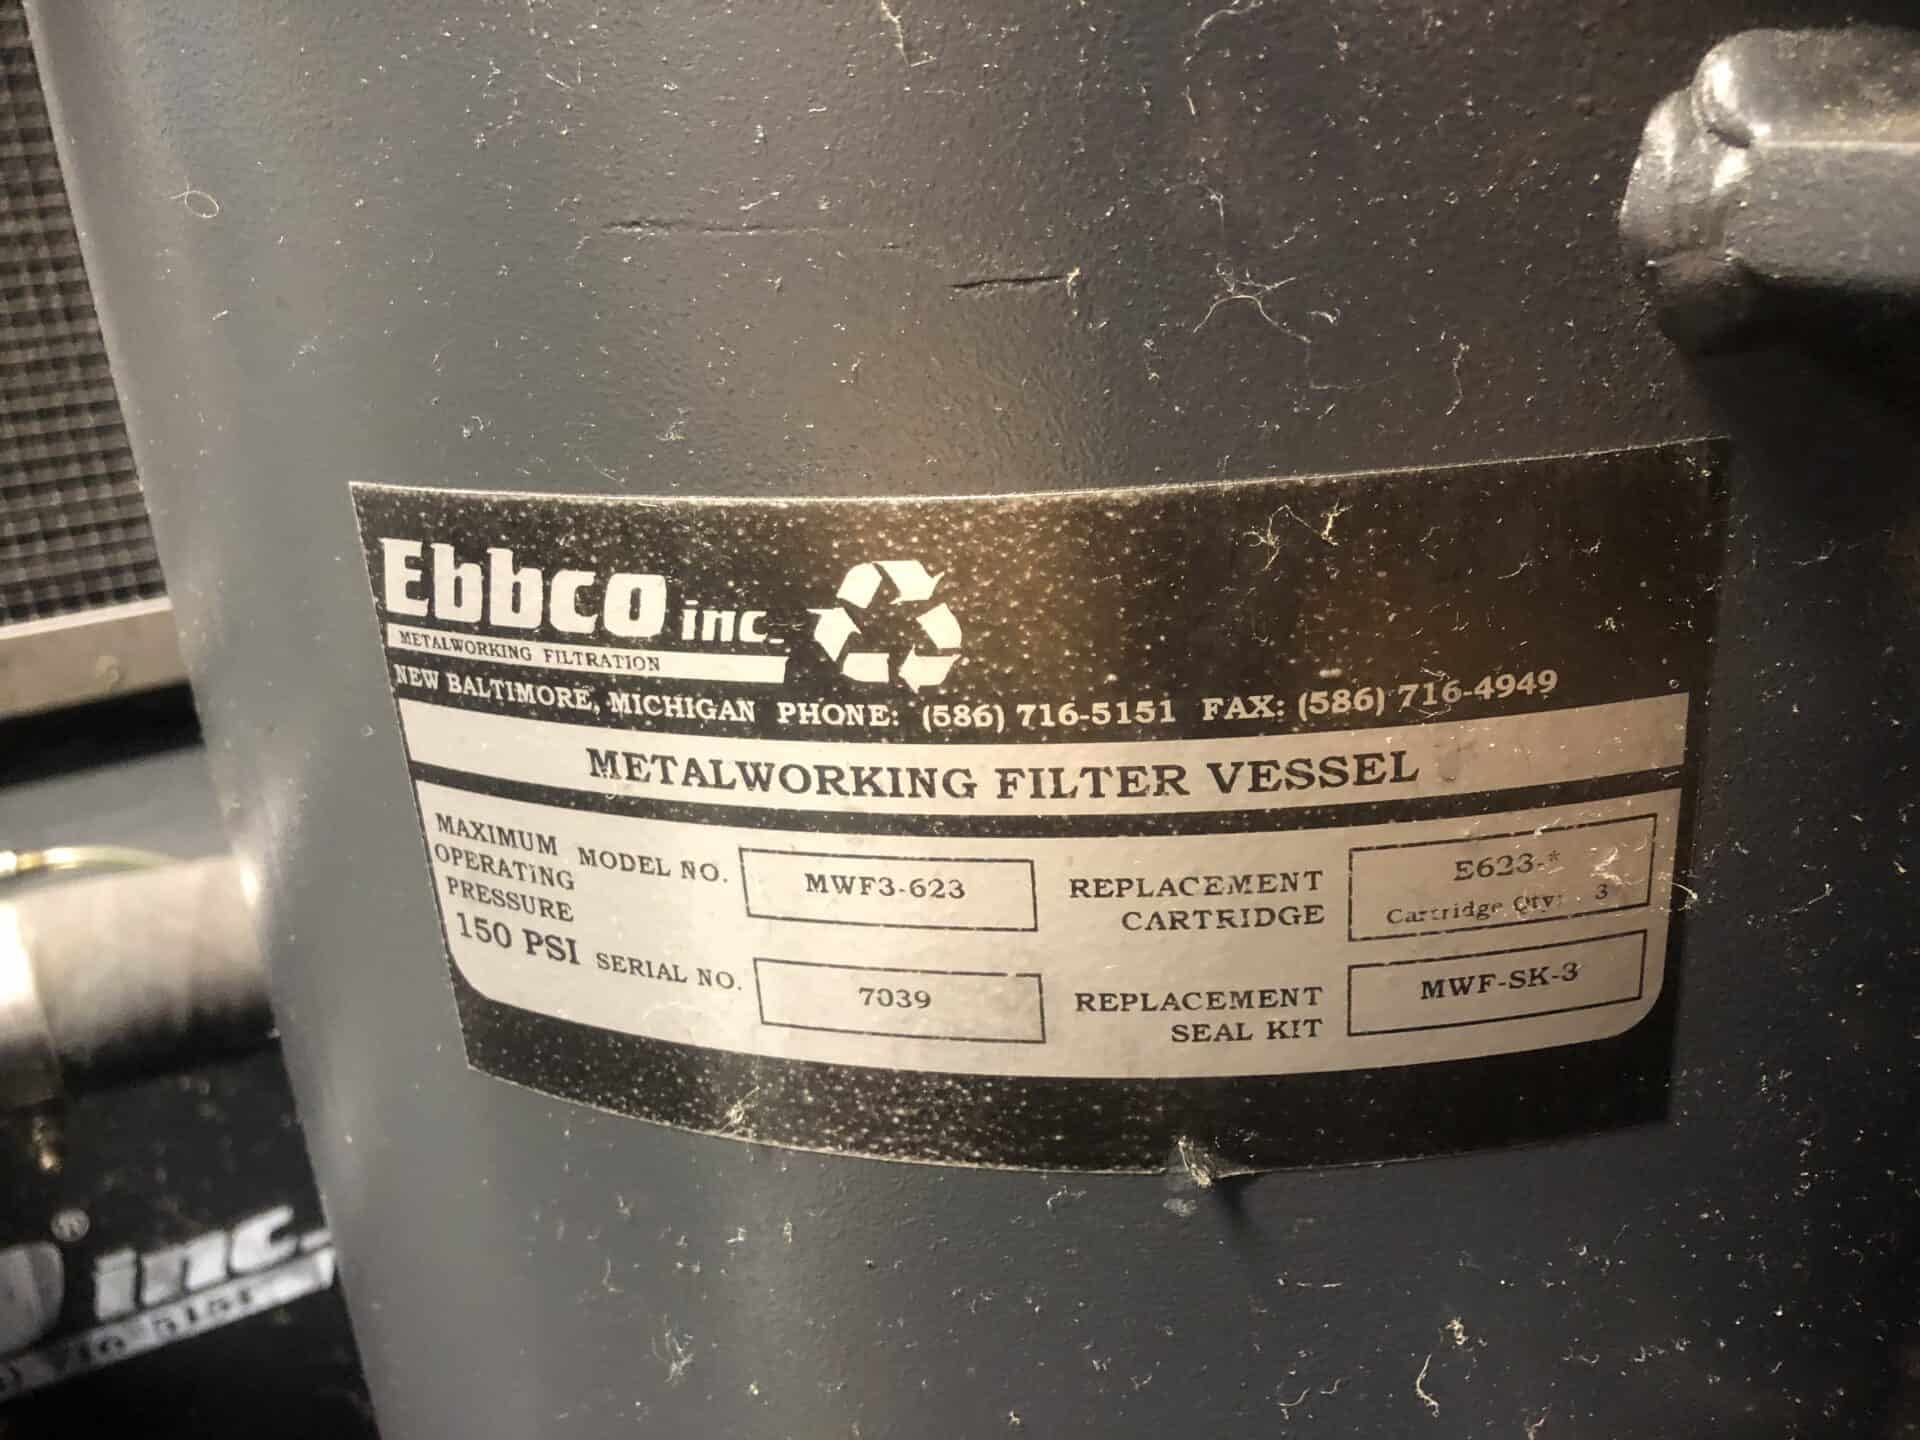 Ebbco inc.
METALWORKING FILTRATION
NEW BALTIMORE, MICHIGAN PHONE: (586) 716-5151 FAX: (586) 716-4949
METALWORKING FILTER VESSEL
MAXIMUM
OPERATING
PRESSURE
150 PSI
MODEL NO. MWF3-623
SERIAL NO. 7039
REPLACEMENT
CARTRIDGE
E623-*
Cartridge Qty: 3
REPLACEMENT
SEAL KIT
MWF-SK-3
® inc.